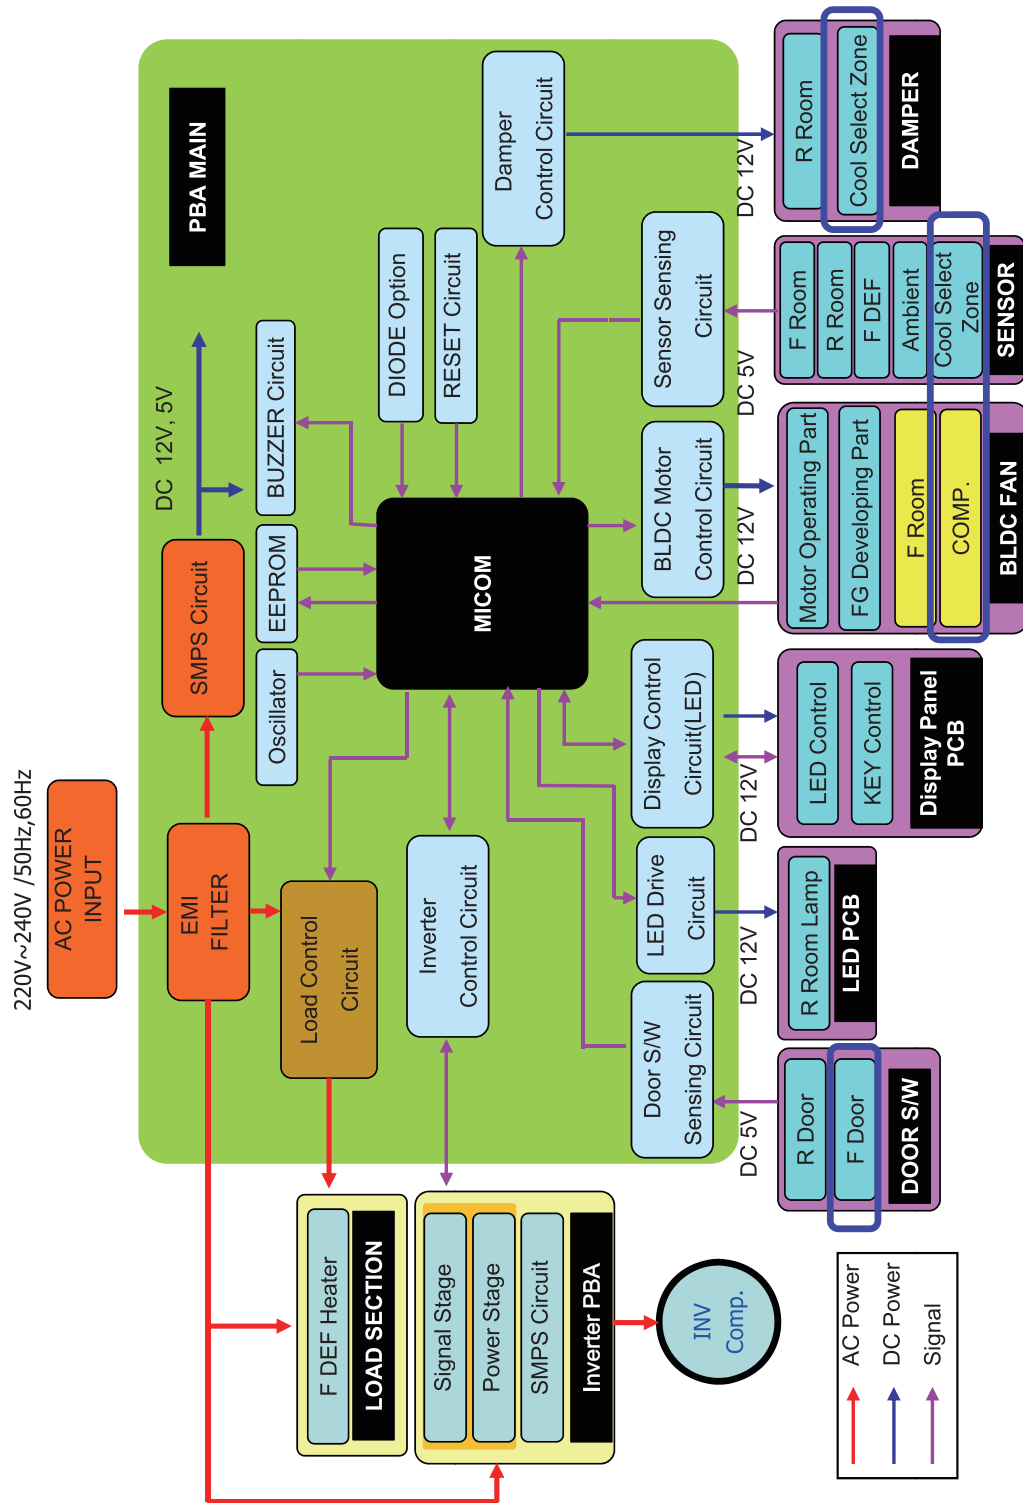 220V~240V /50Hz,60Hz
AC POWER
INPUT
EMI
FILTER
SMPS Circuit
DC  12V, 5V
PBA MAIN
Load Control
Circuit
Oscillator
EEPROM
BUZZER Circuit
DIODE Option
RESET Circuit
Inverter
Control Circuit
MICOM
Damper
Control Circuit
Door S/W
Sensing Circuit
LED Drive
Circuit
Display Control
Circuit(LED)
BLDC Motor
Control Circuit
Sensor Sensing
Circuit
DC 5V
DC 12V
DC 12V
DC 12V
DC 5V
DC 12V
F DEF Heater
LOAD SECTION
Signal Stage
Power Stage
SMPS Circuit
Inverter PBA
INV
Comp.
R Door
F Door
DOOR S/W
R Room Lamp
LED PCB
LED Control
KEY Control
Display Panel
PCB
Motor Operating Part
FG Developing Part
F Room
COMP.
BLDC FAN
F Room
R Room
F DEF
Ambient
Cool Select
Zone
SENSOR
R Room
Cool Select Zone
DAMPER
AC Power
DC Power
Signal